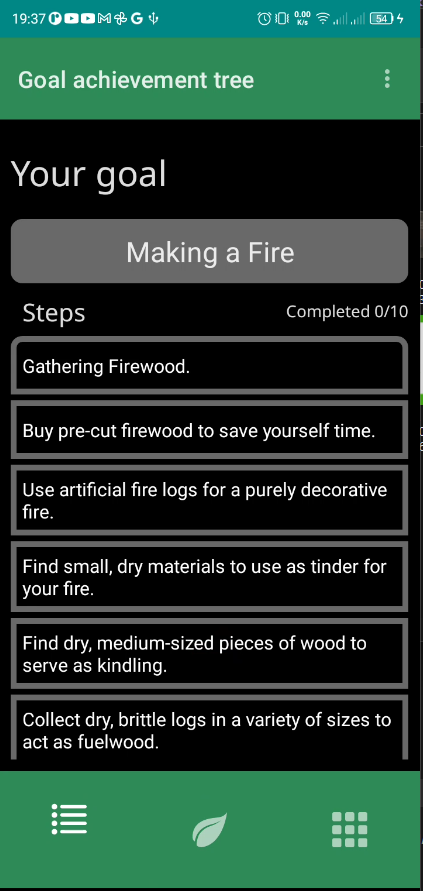 19:37
0.00
K/s
54
Goal achievement tree
Your goal
Making a Fire
Steps
Completed 0/10
Gathering Firewood.
Buy pre-cut firewood to save yourself time.
Use artificial fire logs for a purely decorative
fire.
Find small, dry materials to use as tinder for
your fire.
Find dry, medium-sized pieces of wood to
serve as kindling.
Collect dry, brittle logs in a variety of sizes to
act as fuelwood.